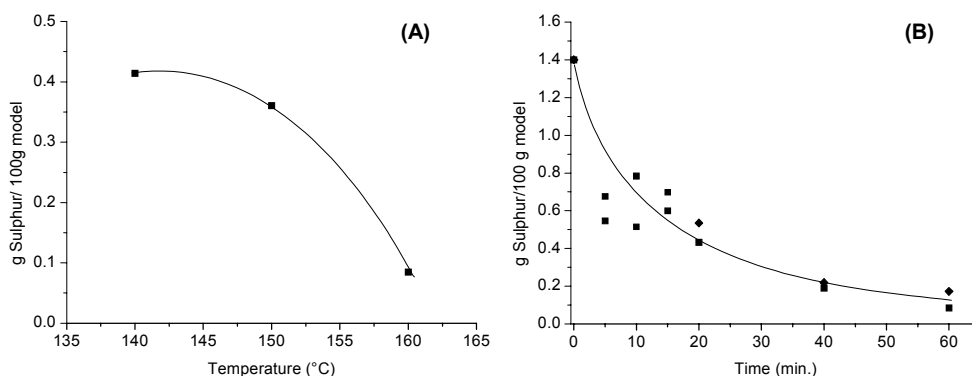 (A)
g Sulphur/ 100g model
0.5
0.4
0.3
0.2
0.1
0.0
135 140 145 150 155 160 165
Temperature (°C)
(B)
g Sulphur/100 g model
1.6
1.4
1.2
1.0
0.8
0.6
0.4
0.2
0.0
0 10 20 30 40 50 60
Time (min.)